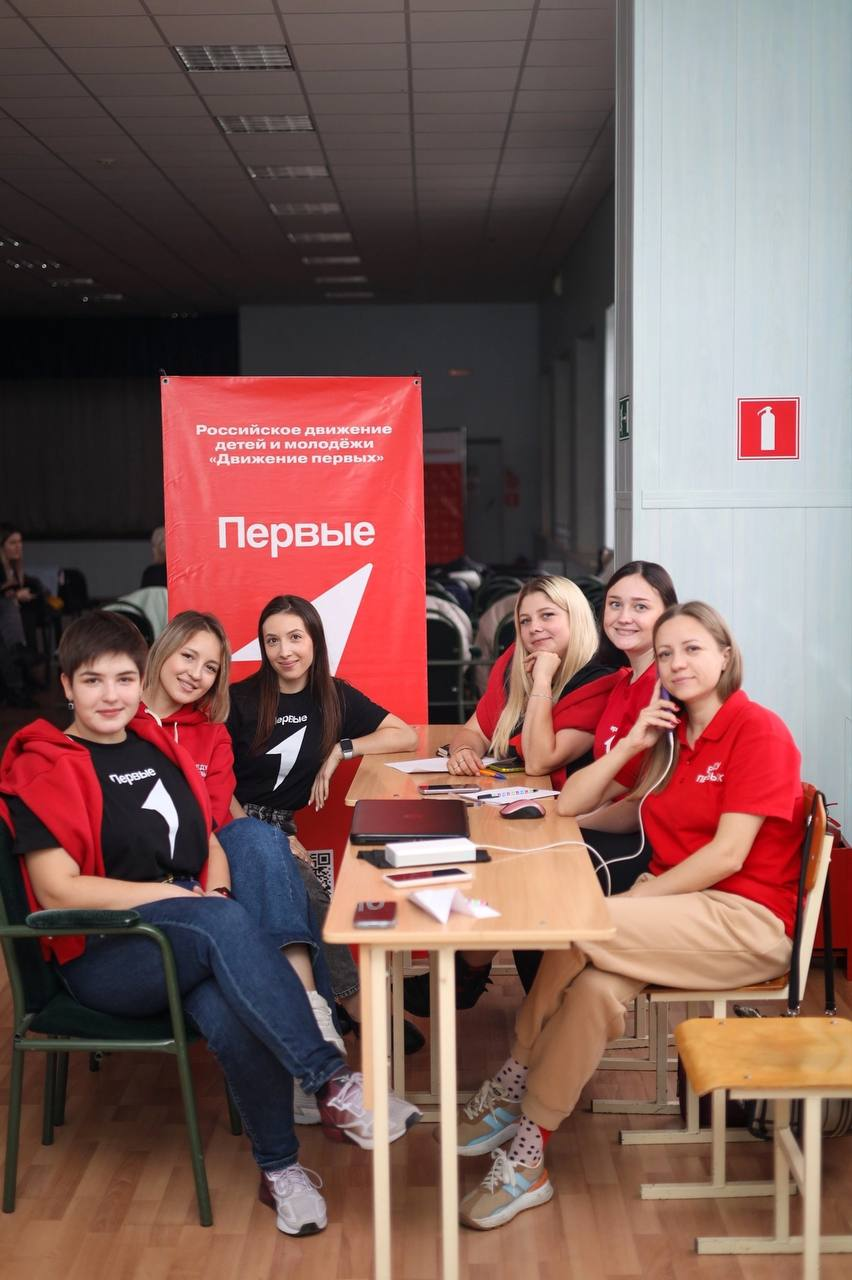 Российское движение
детей и молодёжи
«Движение первых»
Первые
Первые
Первые